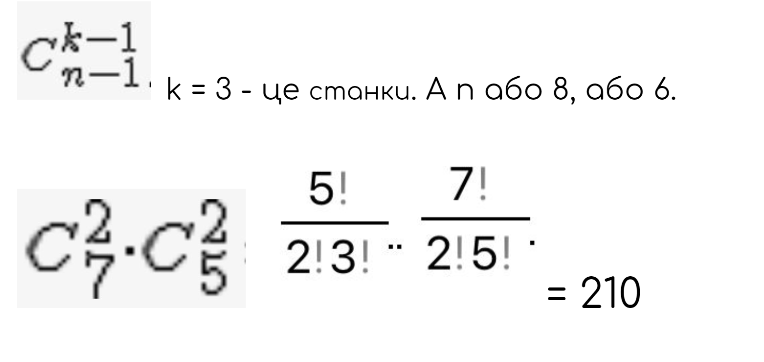 C_{n-1}^{k-1}. k = 3 - це станки. А n або 8, або 6.
C_7^2 · C_5^2 : 5!/(2!3!) ·· 7!/(2!5!) · = 210